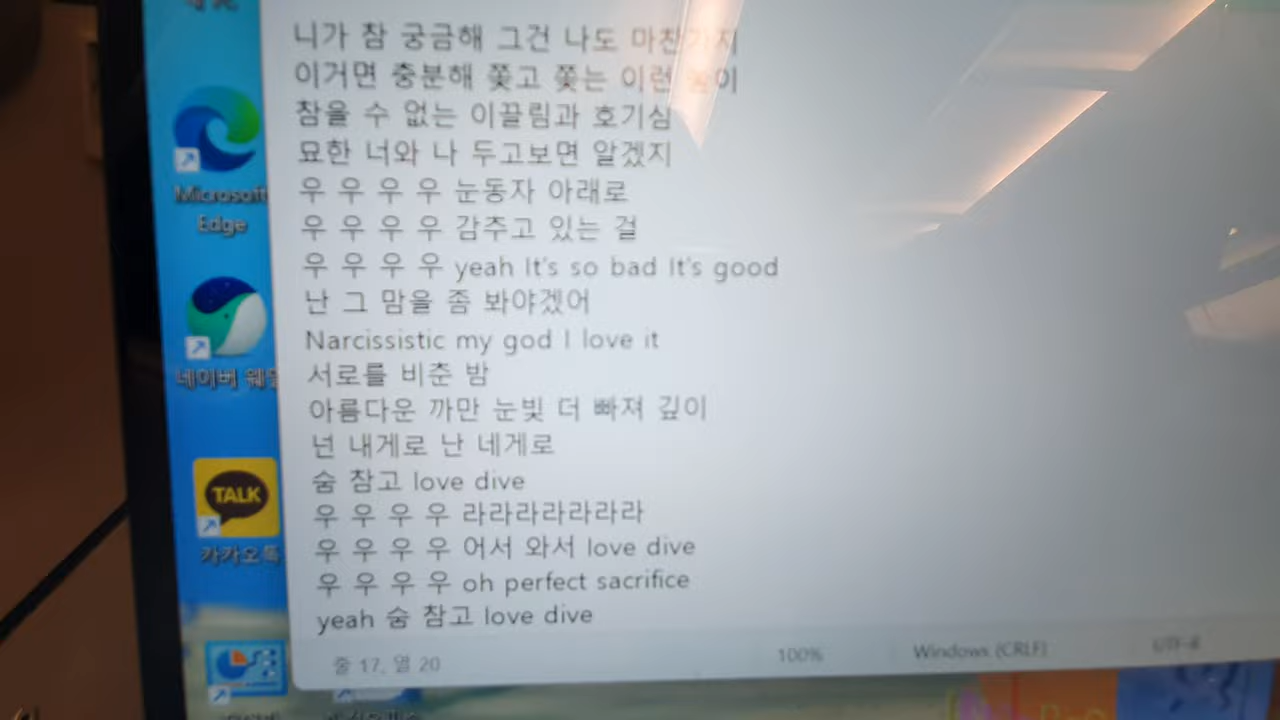 니가 참 궁금해 그건 나도 마찬가지
이거면 충분해 쫓고 쫓는 이런 놀이
참을 수 없는 이끌림과 호기심
묘한 너와 나 두고보면 알겠지
우 우 우 우 눈동자 아래로
우 우 우 우 감추고 있는 걸
우 우 우 우 yeah It's so bad It's good
난 그 맘을 좀 봐야겠어
Narcissistic my god I love it
서로를 비춘 밤
아름다운 까만 눈빛 더 빠져 깊이
넌 내게로 난 네게로
숨 참고 love dive
우 우 우 우 라라라라라라라
우 우 우 우 어서 와서 love dive
우 우 우 우 oh perfect sacrifice
yeah 숨 참고 love dive
줄 17, 열 20
100%
Windows (CRLF)
UTF-8
Microsoft
Edge
네이버 웨일
TALK
카카오톡